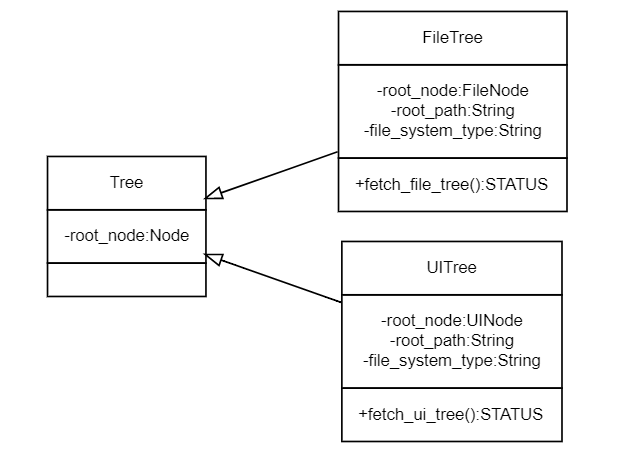 FileTree
-root_node:FileNode
-root_path:String
-file_system_type:String
+fetch_file_tree():STATUS
Tree
-root_node:Node
UITree
-root_node:UINode
-root_path:String
-file_system_type:String
+fetch_ui_tree():STATUS